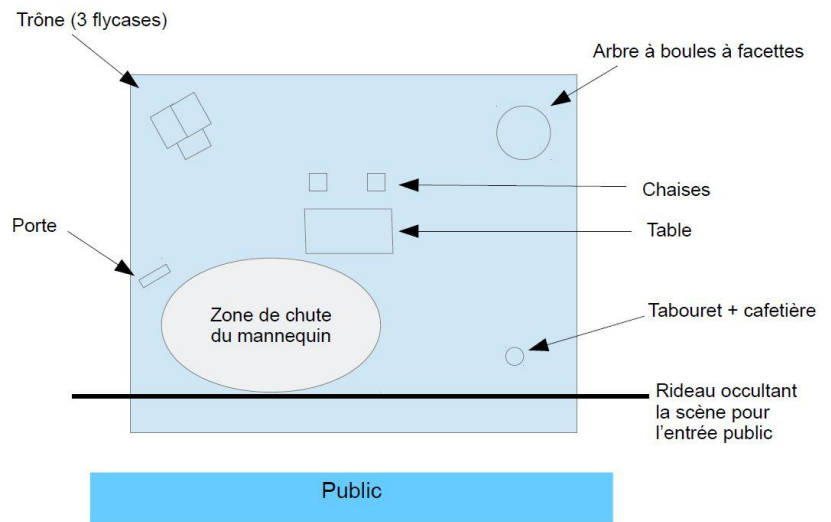 Trône (3 flycases)
Arbre à boules à facettes
Chaises
Porte
Table
Zone de chute
du mannequin
Tabouret + cafetière
Rideau occultant
la scène pour
l'entrée public
Public